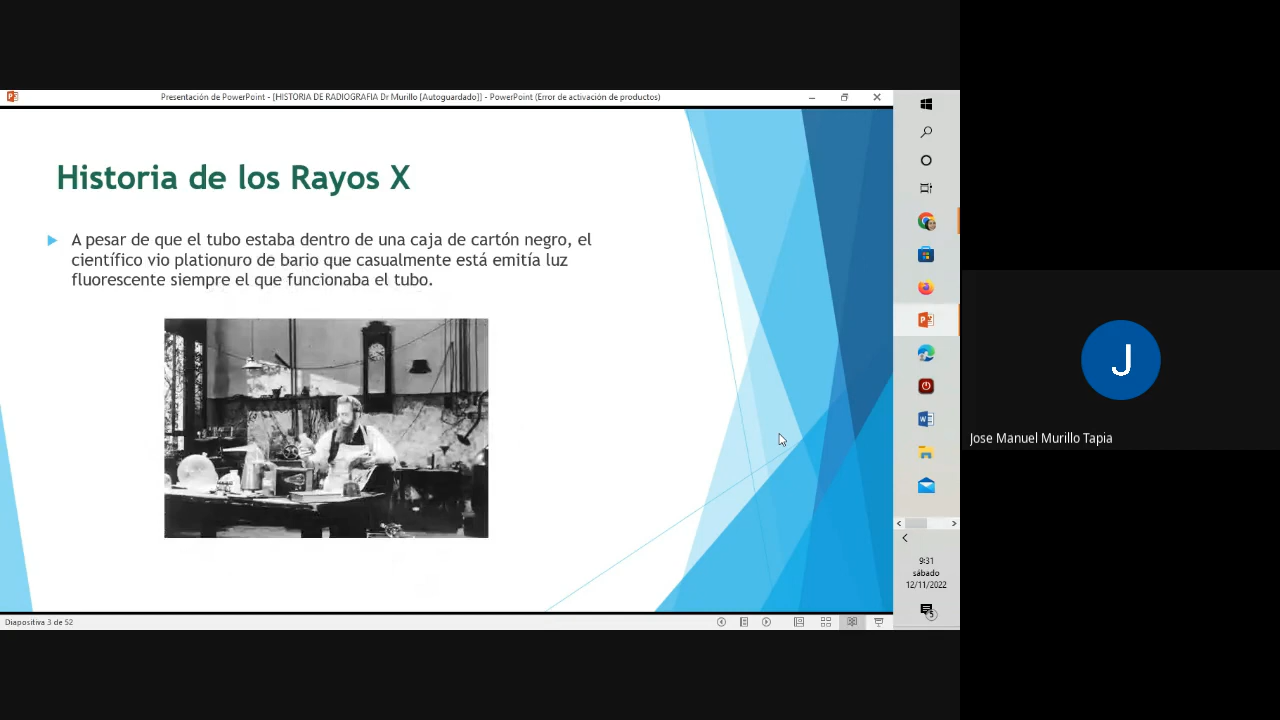 Presentación de PowerPoint - [HISTORIA DE RADIOGRAFIA Dr Murillo [Autoguardado]] - PowerPoint (Error de activación de productos)
Historia de los Rayos X
A pesar de que el tubo estaba dentro de una caja de cartón negro, el
científico vio plationuro de bario que casualmente está emitía luz
fluorescente siempre el que funcionaba el tubo.
Diapositiva 3 de 52
9:31
sábado
12/11/2022
5
J
Jose Manuel Murillo Tapia